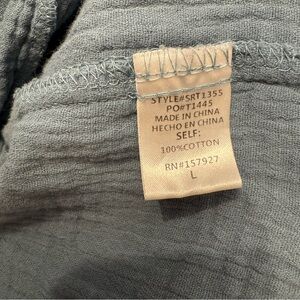 STYLE#SRT1355
PO#T1445
MADE IN CHINA
HECHO EN CHINA
SELF:
100%COTTON
RN#157927
L